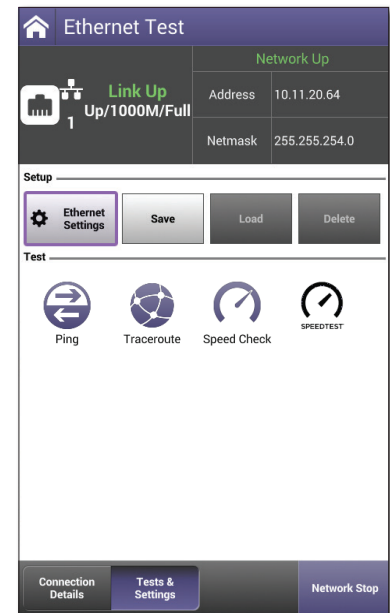 Ethernet Test
Network Up
Link Up
Up/1000M/Full
1
Address 10.11.20.64
Netmask 255.255.254.0
Setup
Ethernet
Settings
Save
Load
Delete
Test
Ping
Traceroute
Speed Check
SPEEDTEST
Connection
Details
Tests &
Settings
Network Stop